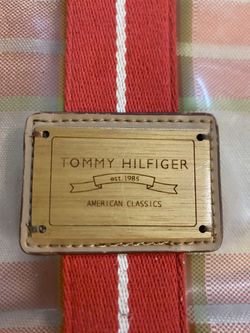 TOMMY HILFIGER
est. 1985
AMERICAN CLASSICS